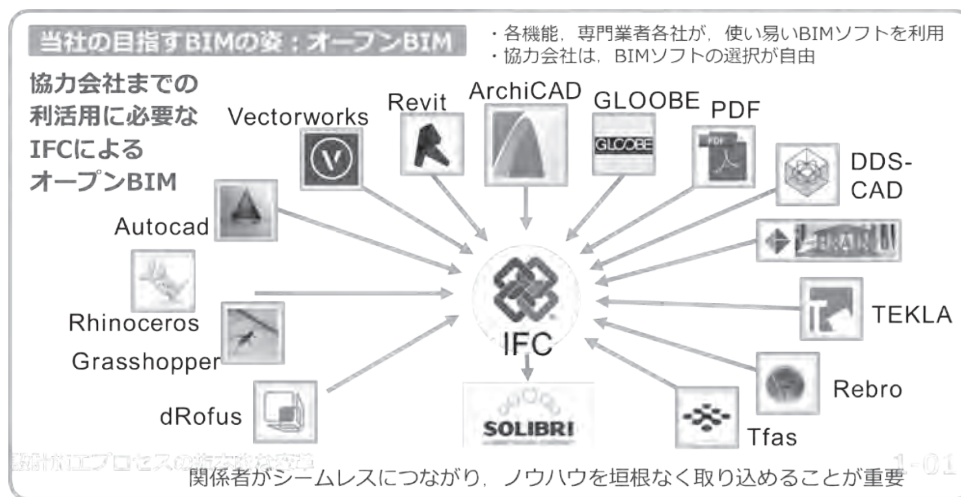 当社の目指すBIMの姿：オープンBIM
・各機能，専門業者各社が，使い易いBIMソフトを利用
・協力会社は，BIMソフトの選択が自由
協力会社までの
利活用に必要な
IFCによる
オープンBIM
Vectorworks
Revit
ArchiCAD
GLOOBE
GLOOBE
PDF
PDF
DDS-
CAD
Autocad
Rhinoceros
Grasshopper
dRofus
IFC
SOLIBRI
TEKLA
Rebro
Tfas
1-01
関係者がシームレスにつながり，ノウハウを垣根なく取り込めることが重要